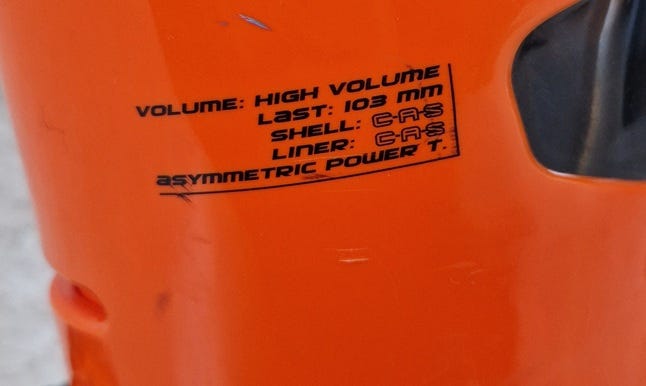 VOLUME: HIGH VOLUME
LAST: 103 MM
SHELL: C-A-S
LINER: C-A-S
ASYMMETRIC POWER T.